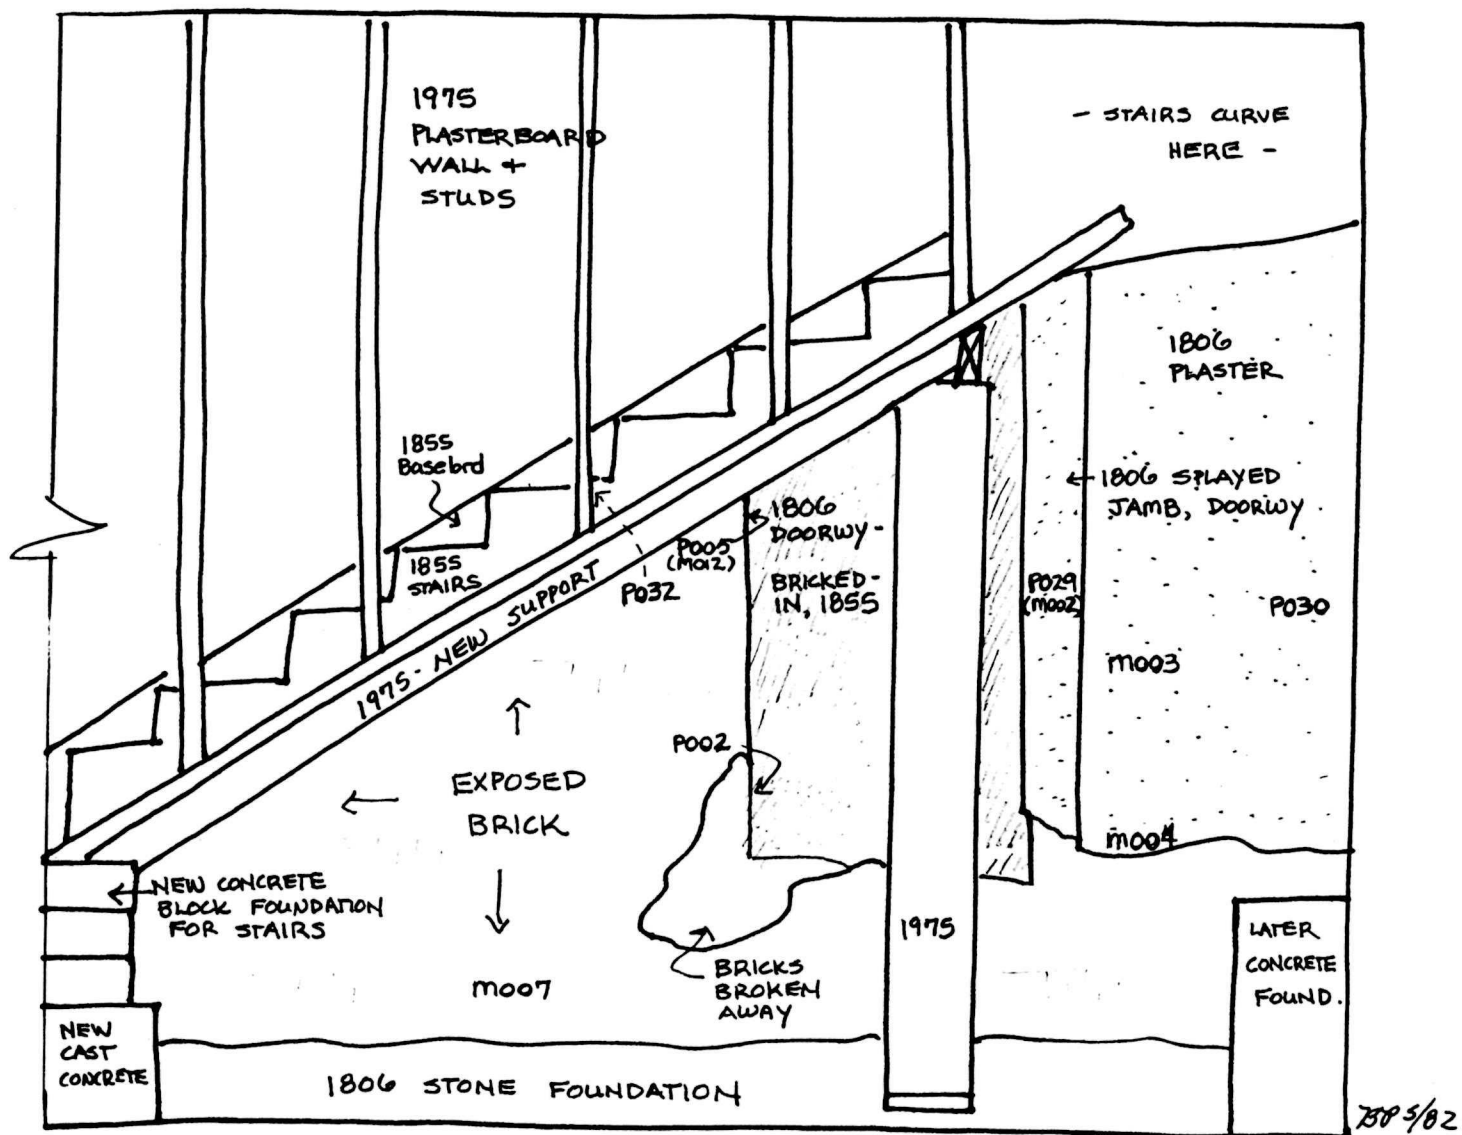 1975
PLASTERBOARD
WALL +
STUDS
- STAIRS CURVE
HERE -
1806
PLASTER
1855
Basebrd
1855
STAIRS
1806
DOORWY -
BRICKED -
IN, 1855
P005
(M012)
P032
1975 - NEW SUPPORT
← 1806 SPLAYED
JAMB, DOORWY
P029
(M002)
P030
M003
P002
EXPOSED
BRICK
M004
NEW CONCRETE
BLOCK FOUNDATION
FOR STAIRS
1975
LATER
CONCRETE
FOUND.
M007
BRICKS
BROKEN
AWAY
NEW
CAST
CONCRETE
1806 STONE FOUNDATION
5/82